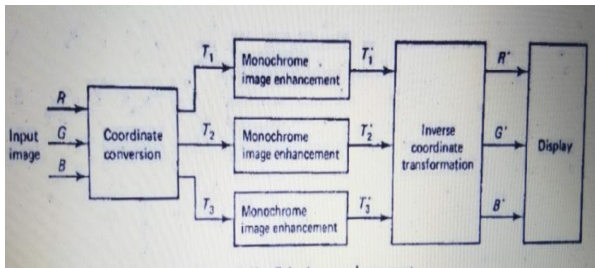 R
G
B
Input
image
Coordinate
conversion
T₁
T₂
T₃
Monochrome
image enhancement
Monochrome
image enhancement
Monochrome
image enhancement
T₁'
T₂'
T₃'
Inverse
coordinate
transformation
R'
G'
B'
Display